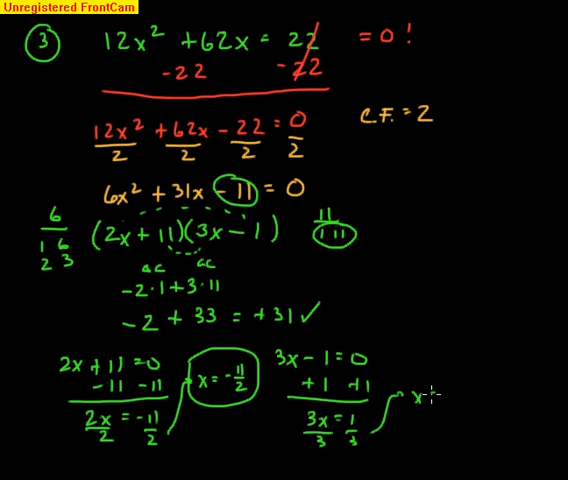 Unregistered FrontCam
3 12x² + 62x = 22 = 0!
-22 -22
12x²/2 + 62x/2 - 22/2 = 0/2 C.F. = 2
6x² + 31x - 11 = 0
6 (2x + 11)(3x - 1) 11
1 6 1 11
2 3
-2·1 + 3·11
-2 + 33 = +31 ✓
2x + 11 = 0 x = -11/2 3x - 1 = 0
-11 -11 +1 +1
2x/2 = -11/2 3x/3 = 1/3 x